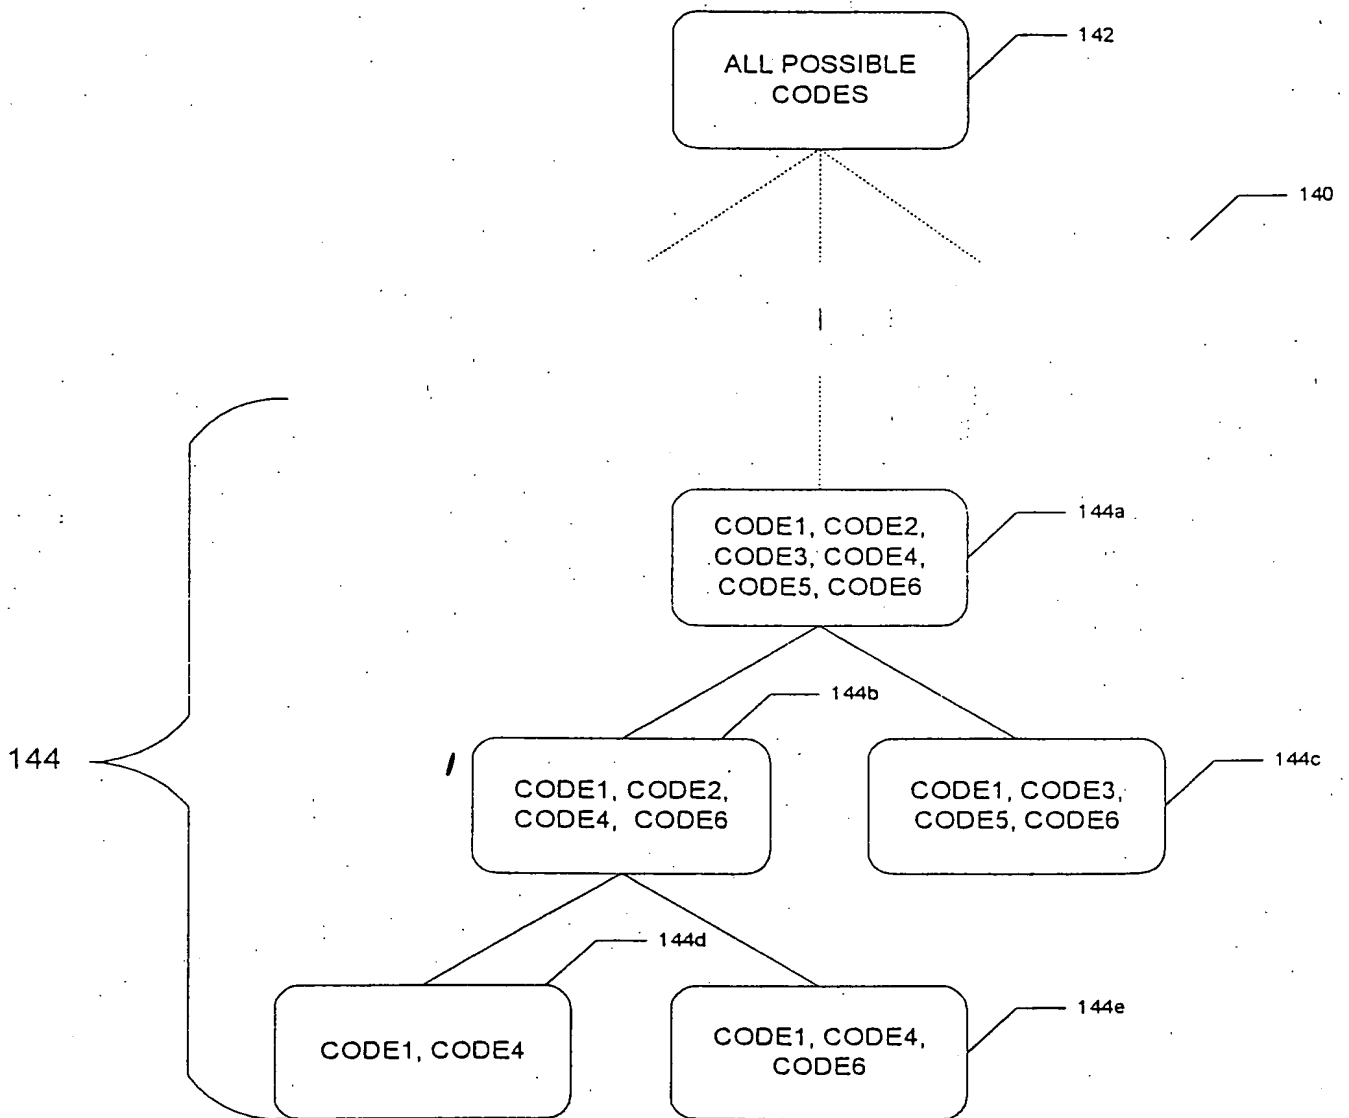 142
ALL POSSIBLE
CODES
140
CODE1, CODE2,
CODE3, CODE4,
CODE5, CODE6
144a
144b
144
CODE1, CODE2,
CODE4, CODE6
CODE1, CODE3,
CODE5, CODE6
144c
144d
CODE1, CODE4
CODE1, CODE4,
CODE6
144e